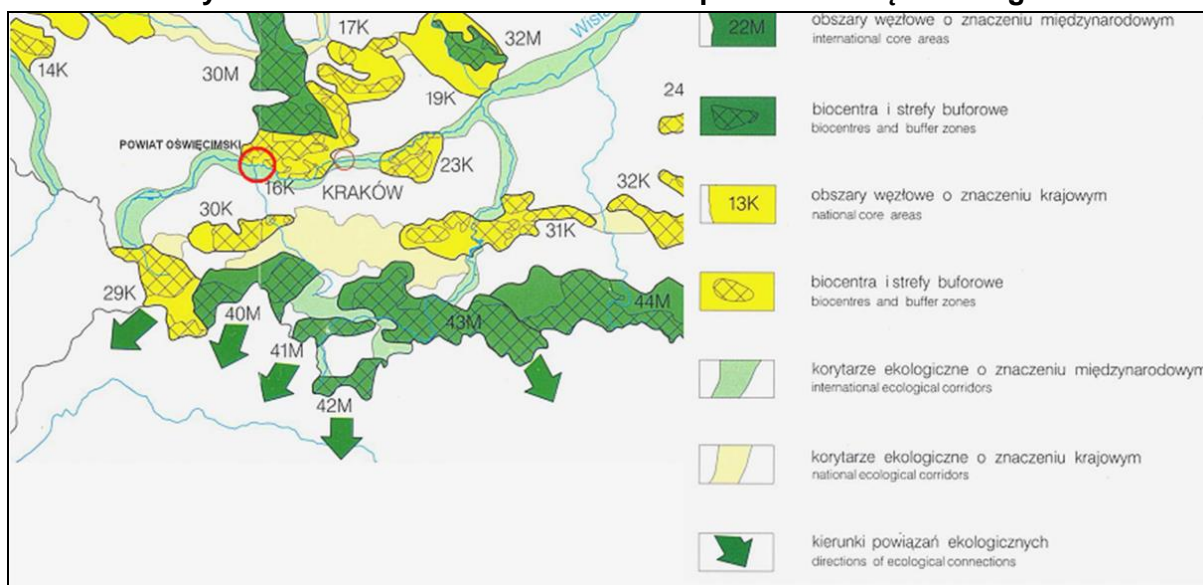 17K
32M
Wisła
14K
30M
19K
24
POWIAT OŚWIĘCIMSKI
23K
16K
KRAKÓW
32K
30K
31K
29K
40M
44M
43M
41M
42M
22M
obszary węzłowe o znaczeniu międzynarodowym
international core areas
biocentra i strefy buforowe
biocentres and buffer zones
13K
obszary węzłowe o znaczeniu krajowym
national core areas
biocentra i strefy buforowe
biocentres and buffer zones
korytarze ekologiczne o znaczeniu międzynarodowym
international ecological corridors
korytarze ekologiczne o znaczeniu krajowym
national ecological corridors
kierunki powiązań ekologicznych
directions of ecological connections